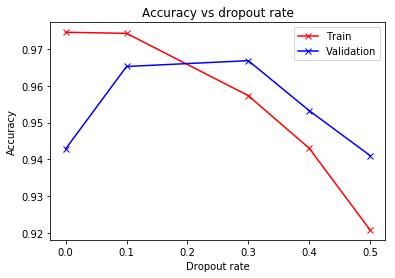 Accuracy vs dropout rate
Train
Validation
Accuracy
0.97
0.96
0.95
0.94
0.93
0.92
0.0
0.1
0.2
0.3
0.4
0.5
Dropout rate